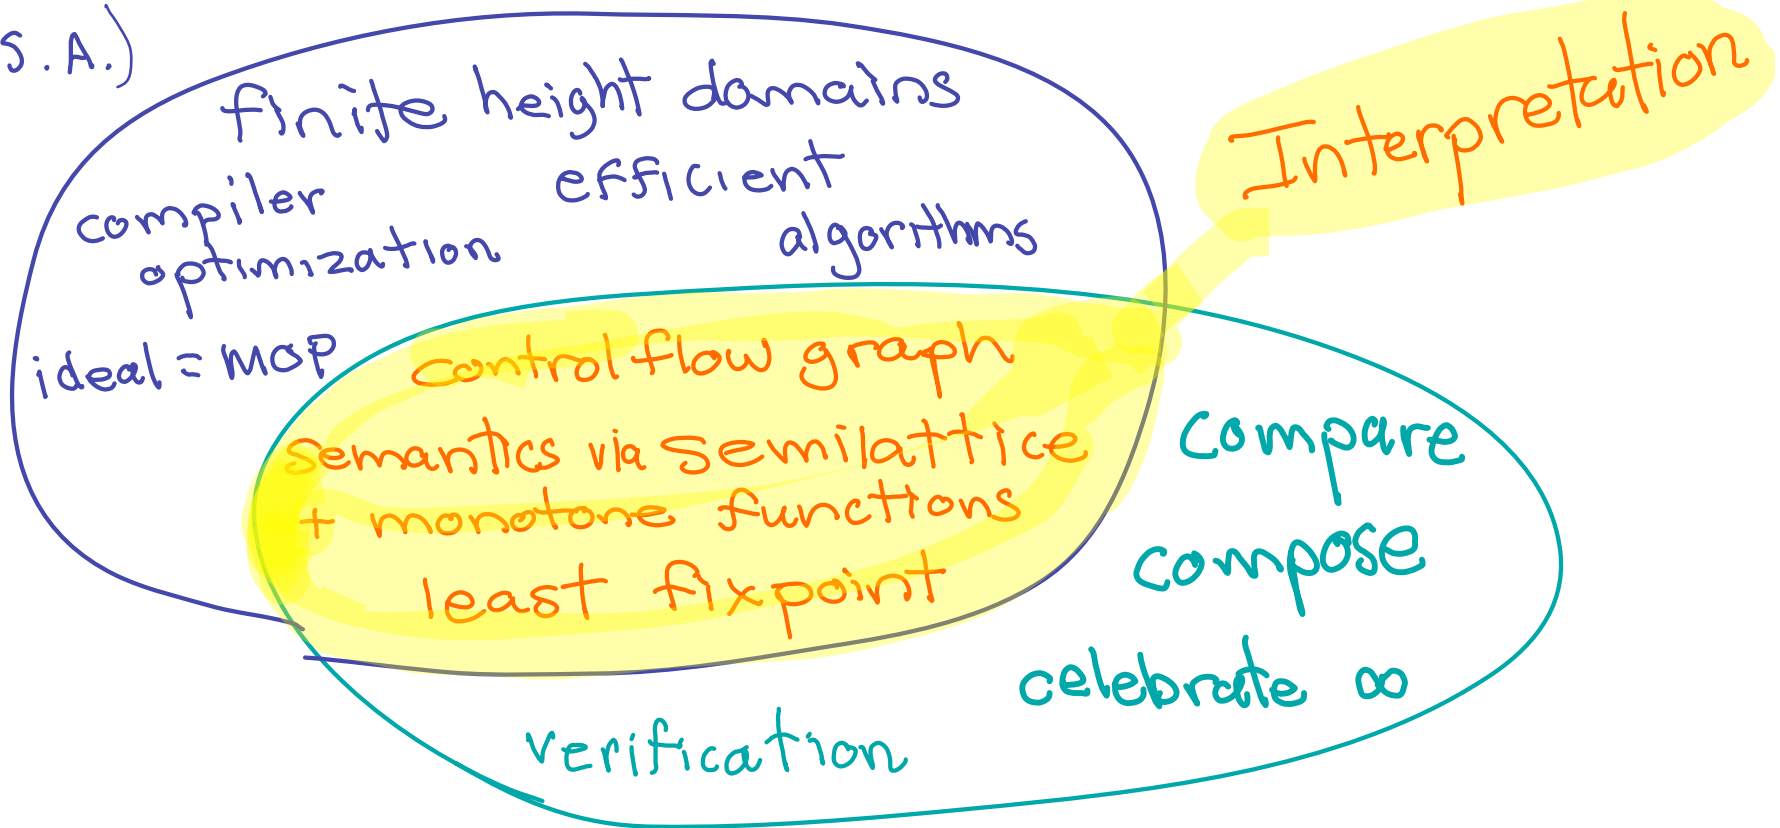 S.A.)
Interpretation
finite height domains
compiler
optimization
efficient
algorithms
ideal = MOP
control flow graph
semantics via semilattice
+ monotone functions
least fixpoint
compare
compose
celebrate ∞
verification